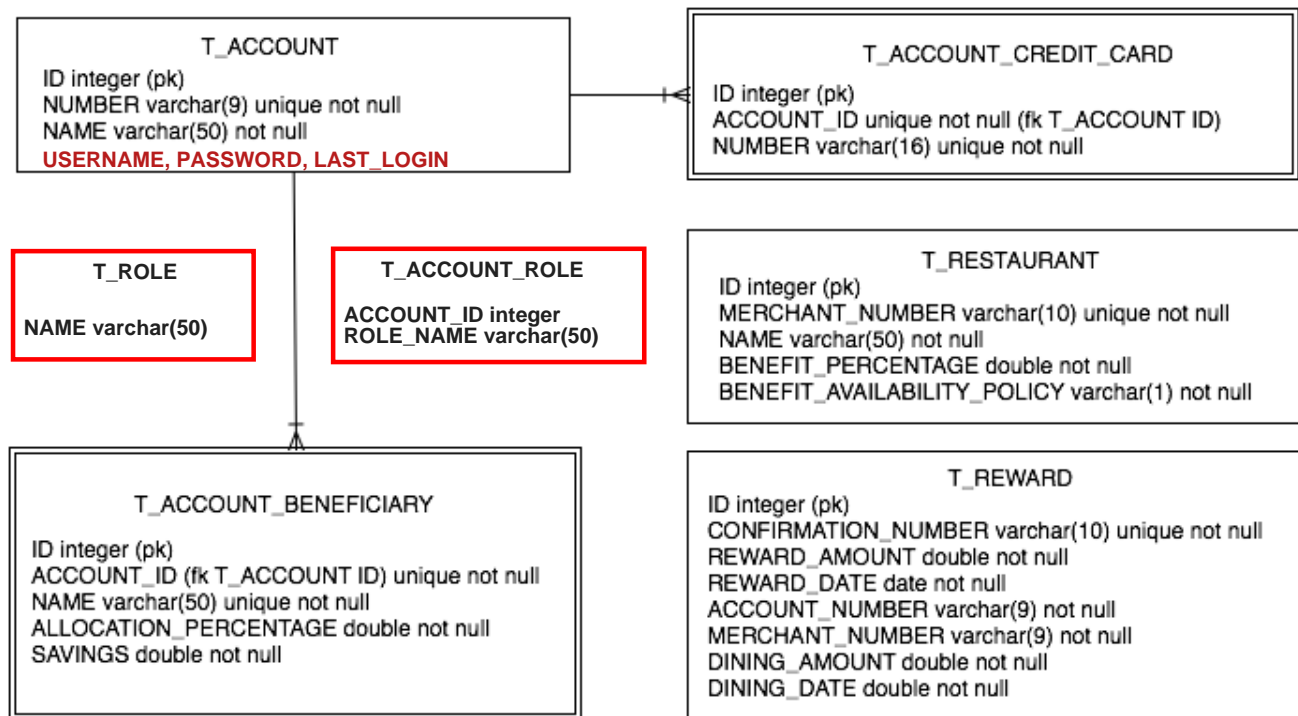 T_ACCOUNT
ID integer (pk)
NUMBER varchar(9) unique not null
NAME varchar(50) not null
USERNAME, PASSWORD, LAST_LOGIN
T_ACCOUNT_CREDIT_CARD
ID integer (pk)
ACCOUNT_ID unique not null (fk T_ACCOUNT ID)
NUMBER varchar(16) unique not null
T_ROLE
NAME varchar(50)
T_ACCOUNT_ROLE
ACCOUNT_ID integer
ROLE_NAME varchar(50)
T_RESTAURANT
ID integer (pk)
MERCHANT_NUMBER varchar(10) unique not null
NAME varchar(50) not null
BENEFIT_PERCENTAGE double not null
BENEFIT_AVAILABILITY_POLICY varchar(1) not null
T_ACCOUNT_BENEFICIARY
ID integer (pk)
ACCOUNT_ID (fk T_ACCOUNT ID) unique not null
NAME varchar(50) unique not null
ALLOCATION_PERCENTAGE double not null
SAVINGS double not null
T_REWARD
ID integer (pk)
CONFIRMATION_NUMBER varchar(10) unique not null
REWARD_AMOUNT double not null
REWARD_DATE date not null
ACCOUNT_NUMBER varchar(9) not null
MERCHANT_NUMBER varchar(9) not null
DINING_AMOUNT double not null
DINING_DATE double not null